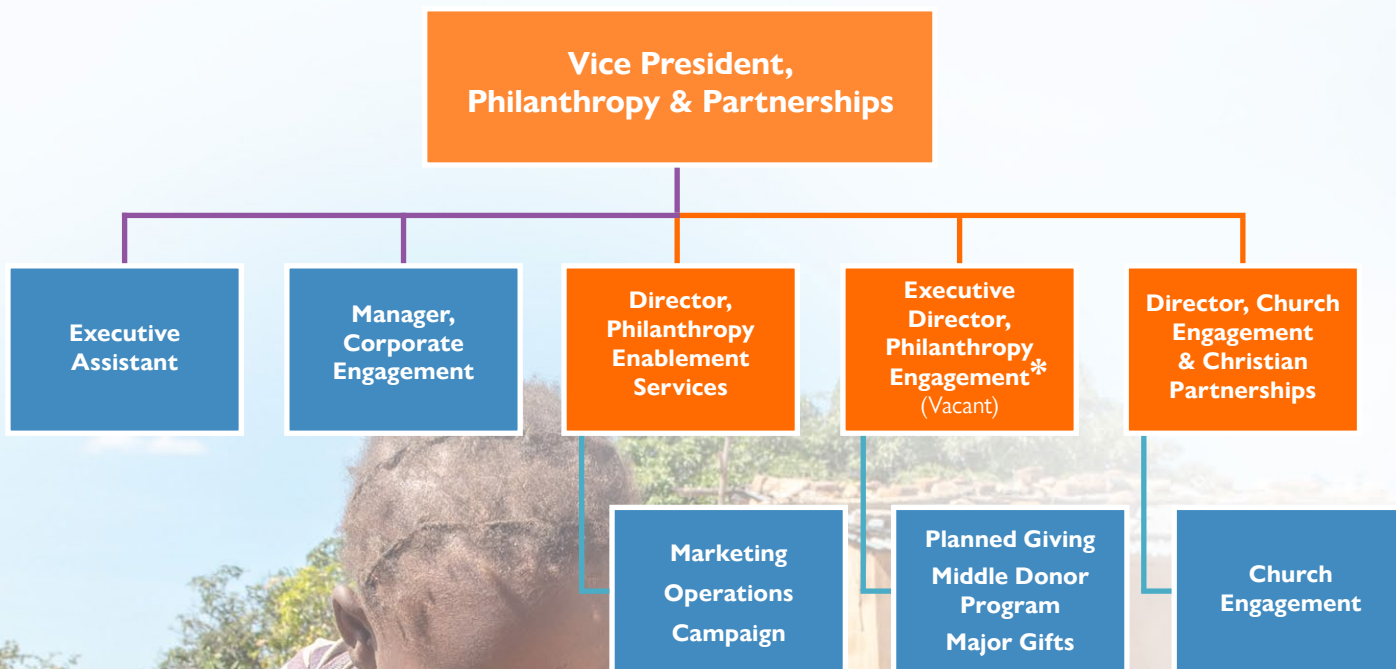 Vice President,
Philanthropy & Partnerships
Executive
Assistant
Manager,
Corporate
Engagement
Director,
Philanthropy
Enablement
Services
Executive
Director,
Philanthropy
Engagement*
(Vacant)
Director, Church
Engagement
& Christian
Partnerships
Marketing
Operations
Campaign
Planned Giving
Middle Donor
Program
Major Gifts
Church
Engagement